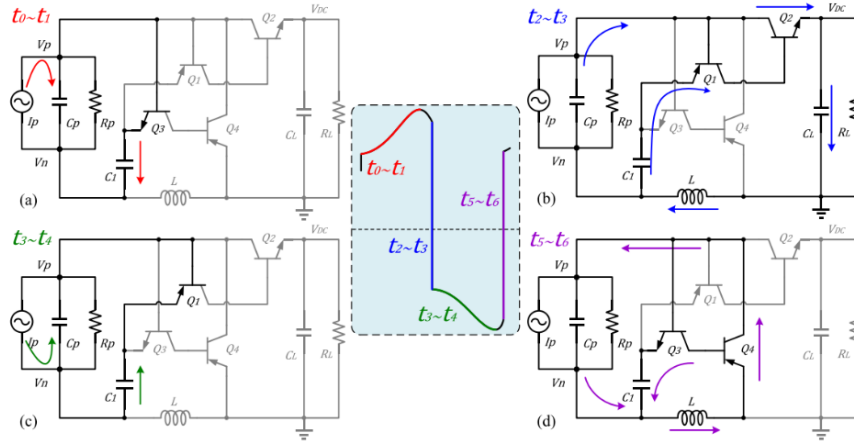 t0~t1
Vp
Q2
VDC
Q1
Ip
Cp
Rp
Q3
Q4
CL
RL
Vn
C1
L
(a)
t2~t3
Vp
Q2
VDC
Q1
Ip
Cp
Rp
Q3
Q4
CL
RL
Vn
C1
L
(b)
t0~t1
t5~t6
t2~t3
t3~t4
t3~t4
Vp
Q2
VDC
Q1
Ip
Cp
Rp
Q3
Q4
CL
RL
Vn
C1
L
(c)
t5~t6
Vp
Q2
VDC
Q1
Ip
Cp
Rp
Q3
Q4
CL
RL
Vn
C1
L
(d)